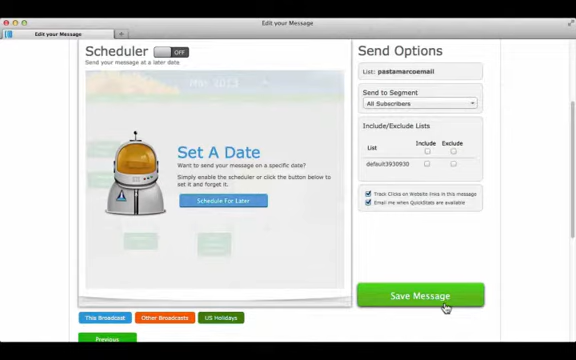 Edit your Message
Edit your Message
Scheduler OFF
Send your message at a later date.
May 2013
Set A Date
Want to send your message on a specific date?
Simply enable the scheduler or click the button below to
set it and forget it.
Schedule For Later
This Broadcast
Other Broadcasts
US Holidays
Previous
Send Options
List: pastamarcoemail
Send to Segment
All Subscribers
Include/Exclude Lists
List Include Exclude
default3930930
Track Clicks on Website links in this message
Email me when QuickStats are available
Save Message